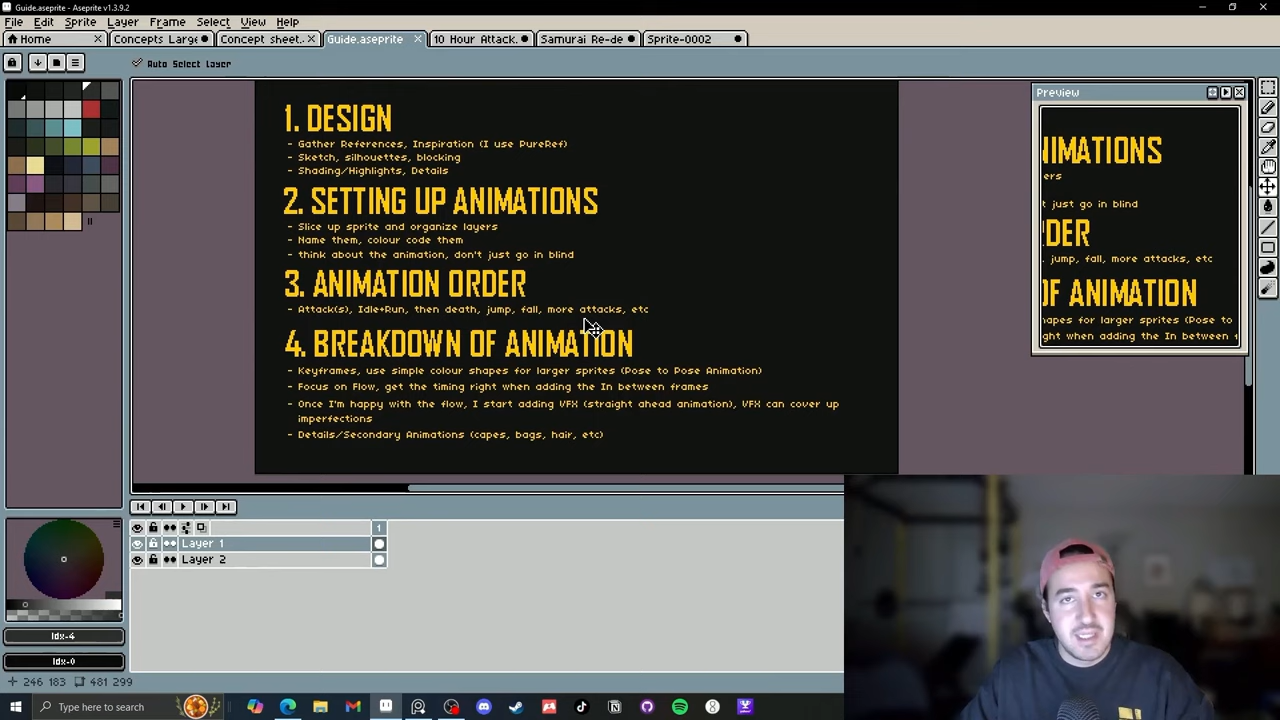 Guide.aseprite - Aseprite v1.3.9.2
File Edit Sprite Layer Frame Select View Help
Home Concepts Large Concept sheet. Guide.aseprite 10 Hour Attack. Samurai Re-de Sprite-0002
Auto Select Layer
Preview
1. DESIGN
- Gather References, Inspiration (I use PureRef)
- Sketch, silhouettes, blocking
- Shading/Highlights, Details
2. SETTING UP ANIMATIONS
- Slice up sprite and organize layers
- Name them, colour code them
- think about the animation, don't just go in blind
3. ANIMATION ORDER
- Attack(s), Idle+Run, then death, jump, fall, more attacks, etc
4. BREAKDOWN OF ANIMATION
- Keyframes, use simple colour shapes for larger sprites (Pose to Pose Animation)
- Focus on Flow, get the timing right when adding the In between frames
- Once I'm happy with the flow, I start adding VFX (straight ahead animation), VFX can cover up
imperfections
- Details/Secondary Animations (capes, bags, hair, etc)
NIMATIONS
ers
t just go in blind
RDER
jump, fall, more attacks, etc
OF ANIMATION
hapes for larger sprites (Pose to
ght when adding the In between
1
Layer 1
Layer 2
Idx-4
Idx-0
246 183 481 299
Type here to search